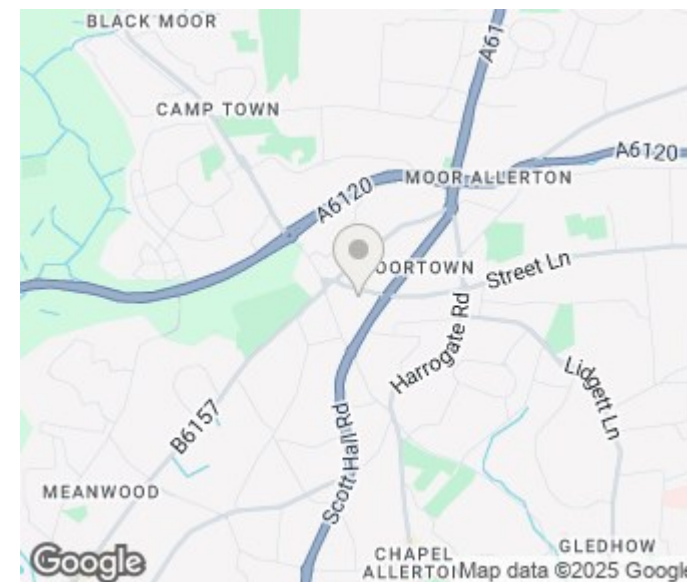 BLACK MOOR
A61
CAMP TOWN
A6120
A6120
MOOR ALLERTON
OORTOWN
Street Ln
Harrogate Rd
Lidgett Ln
B6157
Scott Hall Rd
MEANWOOD
GLEDHOW
CHAPEL
ALLERTO
Google
Map data ©2025 Google